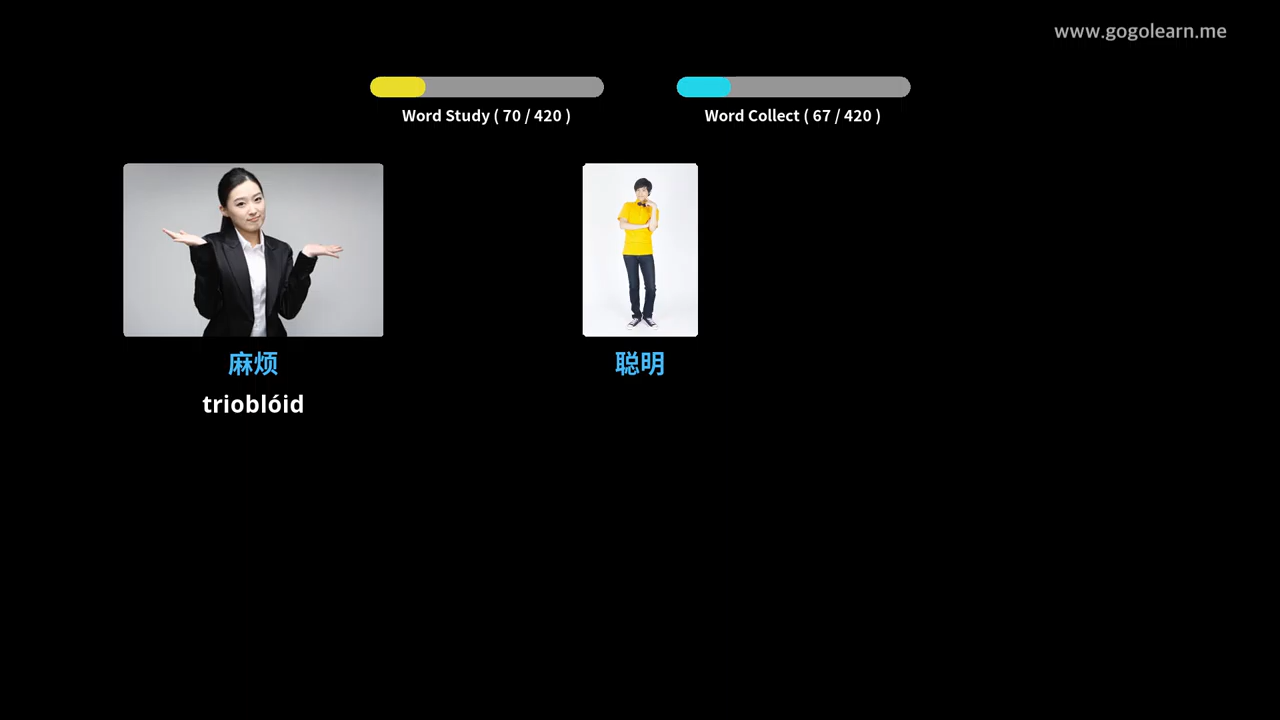 www.gogolearn.me
Word Study ( 70 / 420 )
Word Collect ( 67 / 420 )
麻烦
聪明
trioblóid